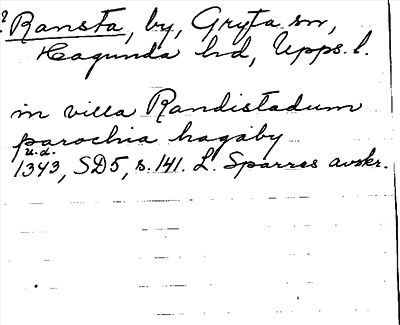 ? Ransta, by, Gryta sn,
Hagunda hd, Upps. l.
in villa Randistadum
parochia hagaby
u.d.
1343, SD5, s. 141. L. Sparres avskr.